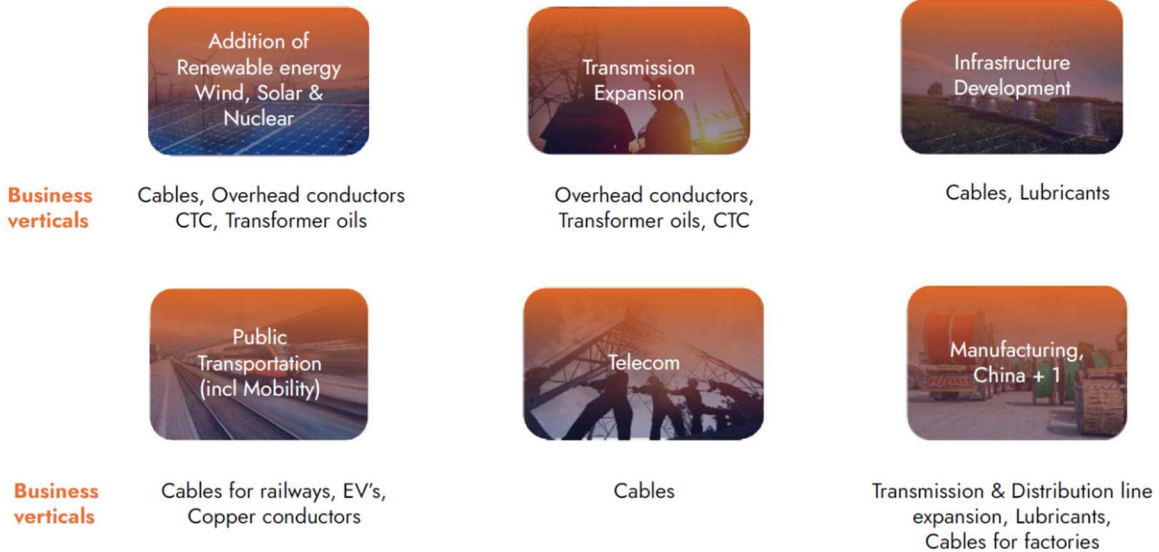 Addition of
Renewable energy
Wind, Solar &
Nuclear
Transmission
Expansion
Infrastructure
Development
Business
verticals
Cables, Overhead conductors
CTC, Transformer oils
Overhead conductors,
Transformer oils, CTC
Cables, Lubricants
Public
Transportation
(incl Mobility)
Telecom
Manufacturing,
China + 1
Business
verticals
Cables for railways, EV's,
Copper conductors
Cables
Transmission & Distribution line
expansion, Lubricants,
Cables for factories